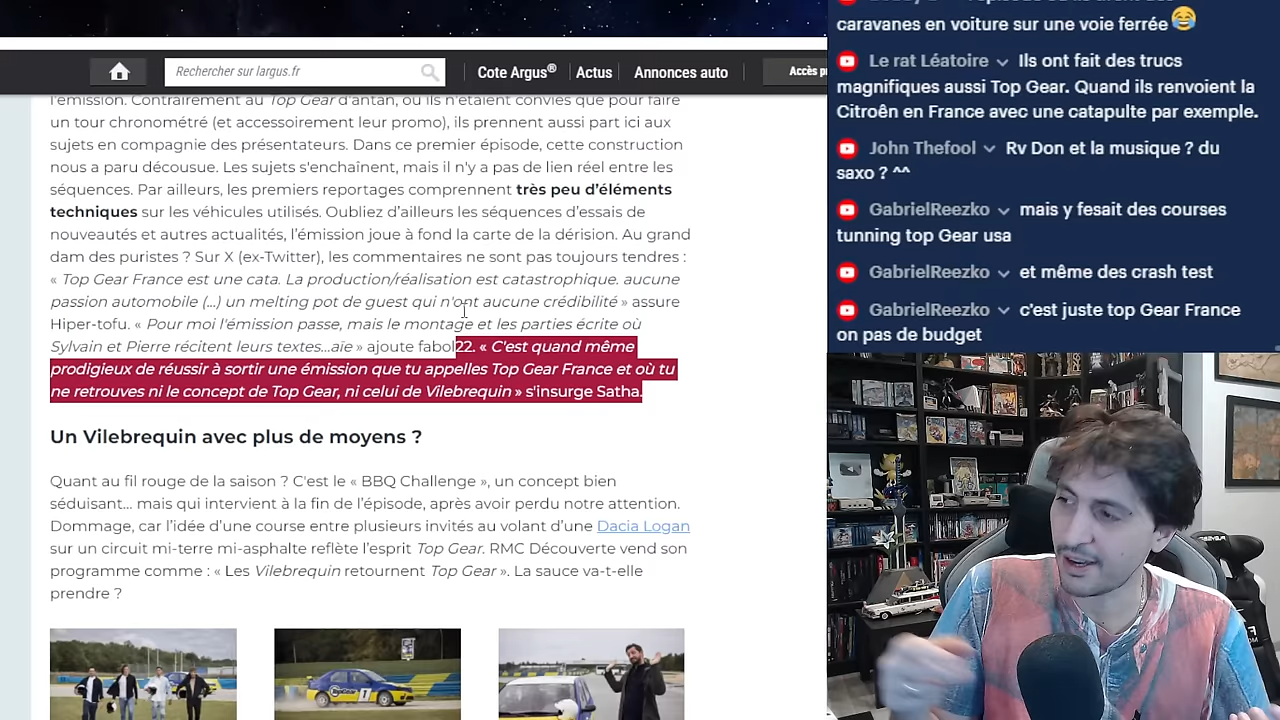 Rechercher sur largus.fr
Cote Argus®
Actus
Annonces auto
Accès pr
l'émission. Contrairement au Top Gear d'antan, où ils n'étaient conviés que pour faire
un tour chronométré (et accessoirement leur promo), ils prennent aussi part ici aux
sujets en compagnie des présentateurs. Dans ce premier épisode, cette construction
nous a paru décousue. Les sujets s'enchaînent, mais il n'y a pas de lien réel entre les
séquences. Par ailleurs, les premiers reportages comprennent très peu d'éléments
techniques sur les véhicules utilisés. Oubliez d'ailleurs les séquences d'essais de
nouveautés et autres actualités, l'émission joue à fond la carte de la dérision. Au grand
dam des puristes ? Sur X (ex-Twitter), les commentaires ne sont pas toujours tendres :
« Top Gear France est une cata. La production/réalisation est catastrophique. aucune
passion automobile (...) un melting pot de guest qui n'ont aucune crédibilité » assure
Hiper-tofu. « Pour moi l'émission passe, mais le montage et les parties écrite où
Sylvain et Pierre récitent leurs textes...aïe » ajoute fabol22. « C'est quand même
prodigieux de réussir à sortir une émission que tu appelles Top Gear France et où tu
ne retrouves ni le concept de Top Gear, ni celui de Vilebrequin » s'insurge Satha.
Un Vilebrequin avec plus de moyens ?
Quant au fil rouge de la saison ? C'est le « BBQ Challenge », un concept bien
séduisant... mais qui intervient à la fin de l'épisode, après avoir perdu notre attention.
Dommage, car l'idée d'une course entre plusieurs invités au volant d'une Dacia Logan
sur un circuit mi-terre mi-asphalte reflète l'esprit Top Gear. RMC Découverte vend son
programme comme : « Les Vilebrequin retournent Top Gear ». La sauce va-t-elle
prendre ?
caravanes en voiture sur une voie ferrée😂
Le rat Léatoire Ils ont fait des trucs
magnifiques aussi Top Gear. Quand ils renvoient la
Citroên en France avec une catapulte par exemple.
John Thefool Rv Don et la musique ? du
saxo ? ^^
GabrielReezko mais y fesait des courses
tunning top Gear usa
GabrielReezko et même des crash test
GabrielReezko c'est juste top Gear France
on pas de budget